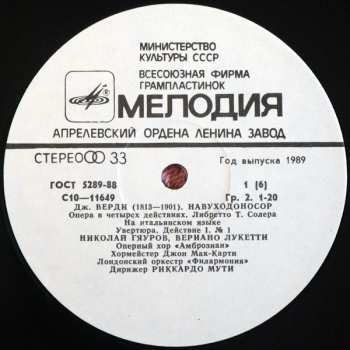 МИНИСТЕРСТВО
КУЛЬТУРЫ СССР
ВСЕСОЮЗНАЯ ФИРМА
ГРАМПЛАСТИНОК
МЕЛОДИЯ
АПРЕЛЕВСКИЙ ОРДЕНА ЛЕНИНА ЗАВОД
СТЕРЕО 33
Год выпуска 1989
ГОСТ 5289-88
1 [6]
С10—11649
Гр. 2. 1-20
Дж. ВЕРДИ (1813—1901). НАВУХОДОНОСОР
Опера в четырех действиях. Либретто Т. Солера
На итальянском языке
Увертюра. Действие I. № 1
НИКОЛАЙ ГЯУРОВ, ВЕРИАНО ЛУКЕТТИ
Оперный хор «Амброзиан»
Хормейстер Джон Мак-Карти
Лондонский оркестр «Филармония»
Дирижер РИККАРДО МУТИ